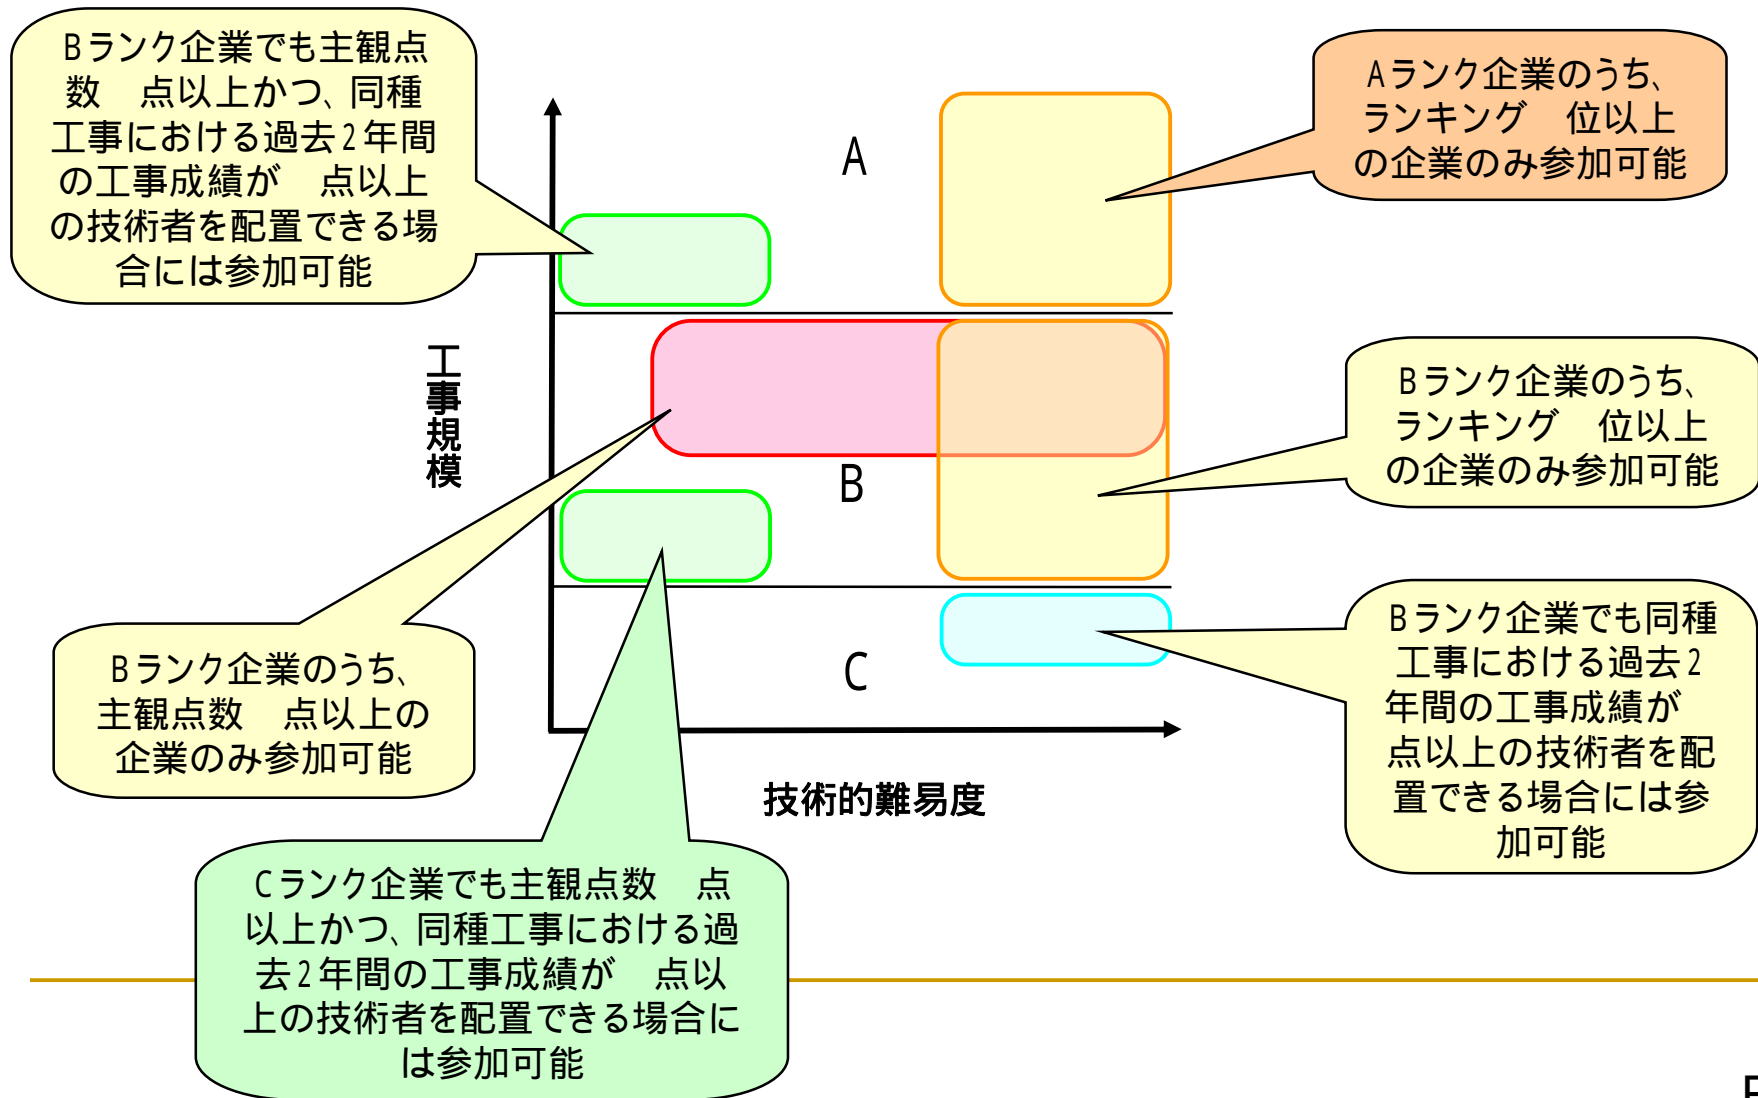 Bランク企業でも主観点
数　点以上かつ、同種
工事における過去2年間
の工事成績が　点以上
の技術者を配置できる場
合には参加可能
Aランク企業のうち、
ランキング　位以上
の企業のみ参加可能
A
工事規模
Bランク企業のうち、
ランキング　位以上
の企業のみ参加可能
B
Bランク企業のうち、
主観点数　点以上の
企業のみ参加可能
C
Bランク企業でも同種
工事における過去2
年間の工事成績が
点以上の技術者を配
置できる場合には参
加可能
技術的難易度
Cランク企業でも主観点数　点
以上かつ、同種工事における過
去2年間の工事成績が　点以
上の技術者を配置できる場合に
は参加可能